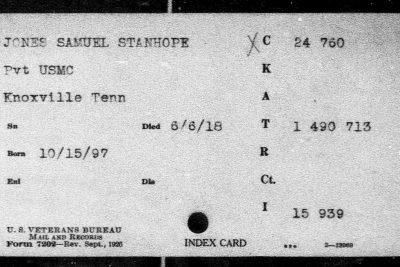 JONES SAMUEL STANHOPE X C 24 760
Pvt USMC K
Knoxville Tenn A
Sn Died 6/6/18 T 1 490 713
Born 10/15/97 R
Enl Dis Ct.
I 15 939
U. S. VETERANS BUREAU
MAIL AND RECORDS
Form 7202—Rev. Sept., 1926 INDEX CARD